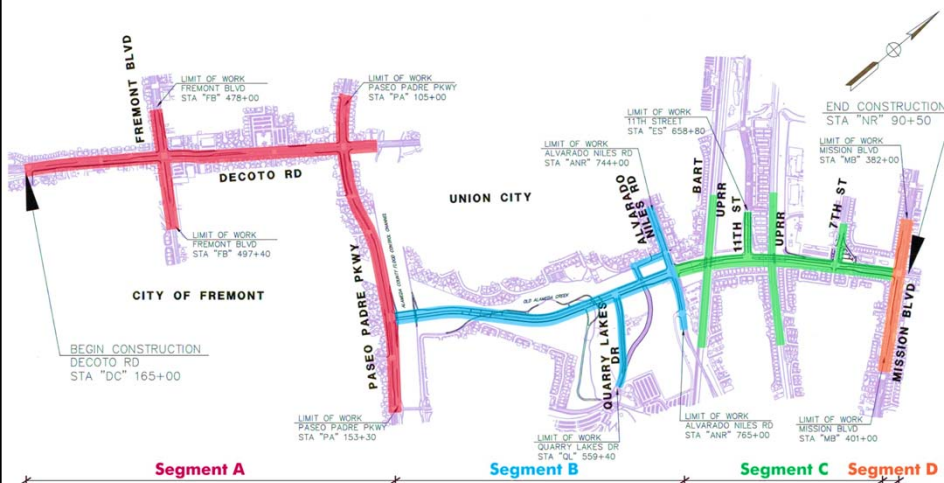 FREMONT BLVD
LIMIT OF WORK
FREMONT BLVD
STA "FB" 478+00
LIMIT OF WORK
PASEO PADRE PKWY
STA "PA" 105+00
DECOTO RD
LIMIT OF WORK
FREMONT BLVD
STA "FB" 497+40
CITY OF FREMONT
BEGIN CONSTRUCTION
DECOTO RD
STA "DC" 165+00
PASEO PADRE PKWY
LIMIT OF WORK
PASEO PADRE PKWY
STA "PA" 153+30
ALAMEDA COUNTY FLOOD CONTROL CHANNEL
UNION CITY
OLD ALAMEDA CREEK
LIMIT OF WORK
ALVARADO NILES RD
STA "ANR" 744+00
ALVARADO
NILES RD
QUARRY LAKES
DR
LIMIT OF WORK
QUARRY LAKES DR
STA "QL" 559+40
LIMIT OF WORK
11TH STREET
STA "ES" 658+80
BART
UPRR
11TH ST
UPRR
7TH ST
LIMIT OF WORK
ALVARADO NILES RD
STA "ANR" 765+00
END CONSTRUCTION
STA "NR" 90+50
LIMIT OF WORK
MISSION BLVD
STA "MB" 382+00
MISSION BLVD
LIMIT OF WORK
MISSION BLVD
STA "MB" 401+00
Segment A
Segment B
Segment C
Segment D